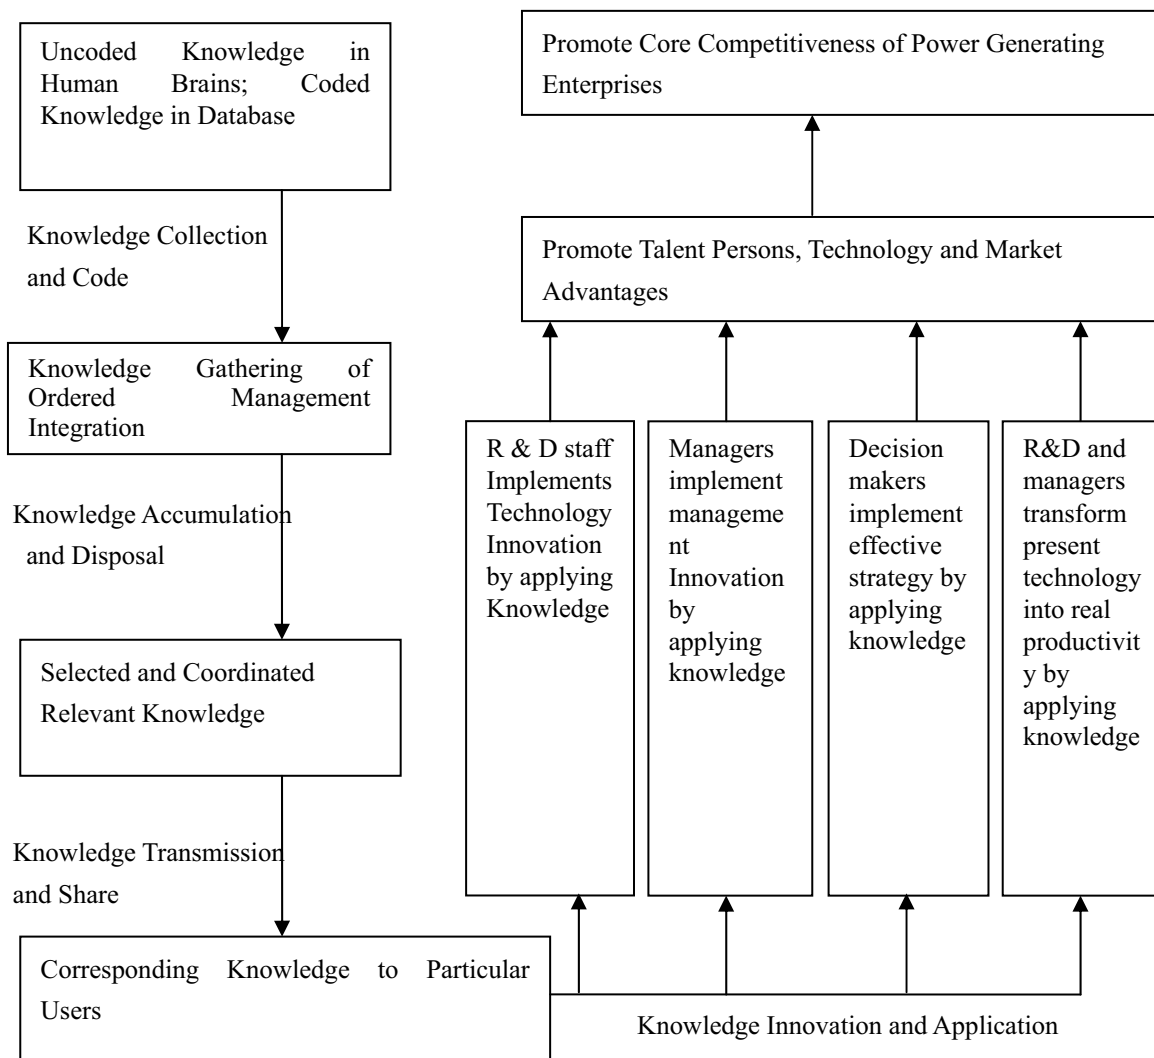 Uncoded Knowledge in
Human Brains; Coded
Knowledge in Database
Knowledge Collection
and Code
Knowledge Gathering of
Ordered Management
Integration
Knowledge Accumulation
and Disposal
Selected and Coordinated
Relevant Knowledge
Knowledge Transmission
and Share
Corresponding Knowledge to Particular
Users
Knowledge Innovation and Application
R & D staff
Implements
Technology
Innovation
by applying
Knowledge
Managers
implement
manageme
nt
Innovation
by
applying
knowledge
Decision
makers
implement
effective
strategy by
applying
knowledge
R&D and
managers
transform
present
technology
into real
productivit
y by
applying
knowledge
Promote Talent Persons, Technology and Market
Advantages
Promote Core Competitiveness of Power Generating
Enterprises